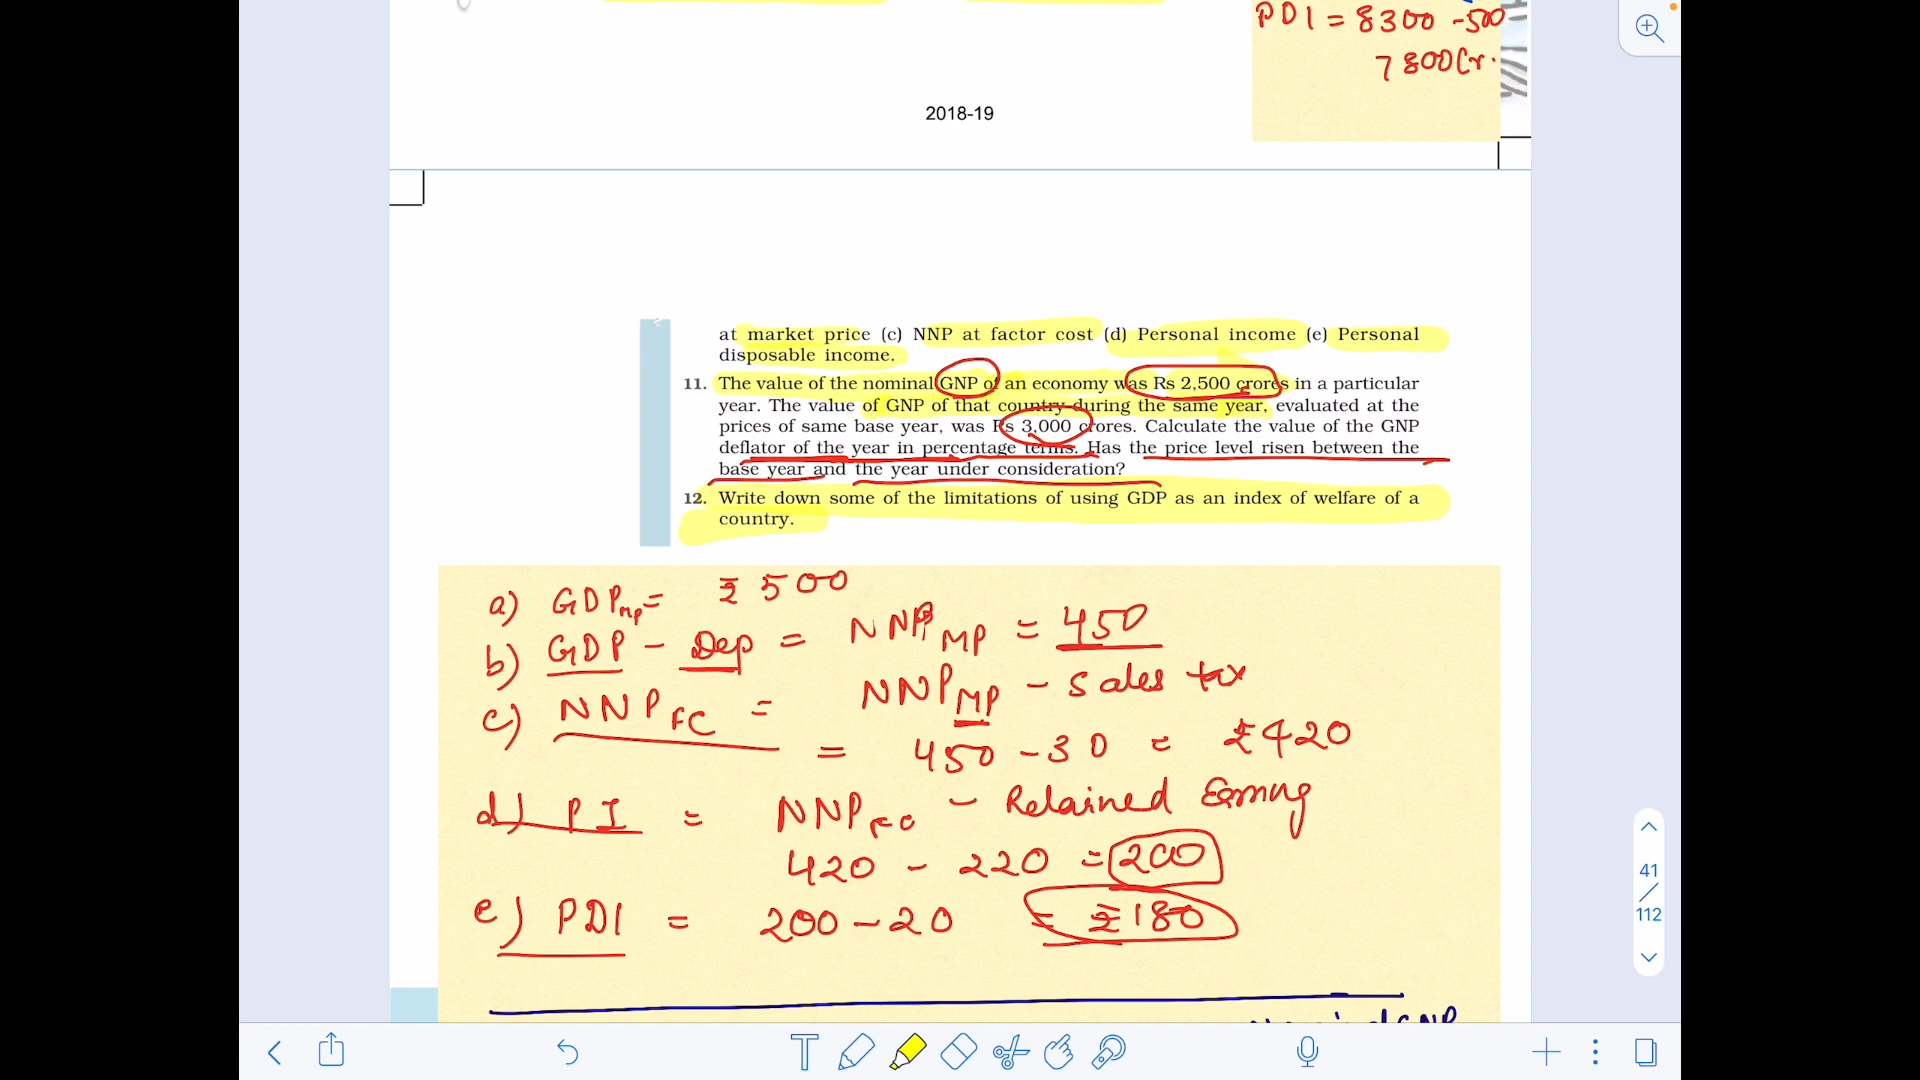 PDI = 8300 - 500
7800Cr.
2018-19
at market price (c) NNP at factor cost (d) Personal income (e) Personal
disposable income.
11. The value of the nominal GNP of an economy was Rs 2,500 crores in a particular
year. The value of GNP of that country during the same year, evaluated at the
prices of same base year, was Rs 3,000 crores. Calculate the value of the GNP
deflator of the year in percentage terms. Has the price level risen between the
base year and the year under consideration?
12. Write down some of the limitations of using GDP as an index of welfare of a
country.
a) GDPMP = ₹ 500
b) GDP - Dep = NNPMP = 450
c) NNPFC = NNPMP - Sales tax
= 450 - 30 = ₹420
d) PI = NNPFC - Retained Earning
420 - 220 = 200
e) PDI = 200 - 20 = ₹180
GNP
41
112